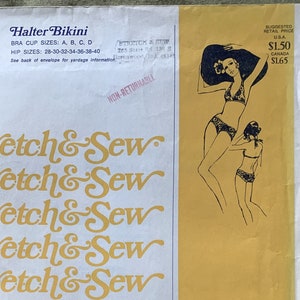 Halter Bikini
BRA CUP SIZES: A, B, C, D
HIP SIZES: 28-30-32-34-36-38-40
See back of envelope for yardage information
NON-RETURNABLE
SUGGESTED
RETAIL PRICE
U.S.A.
$1.50
CANADA
$1.65
etch & Sew
etch & Sew
etch & Sew
etch & Sew
etch & Sew